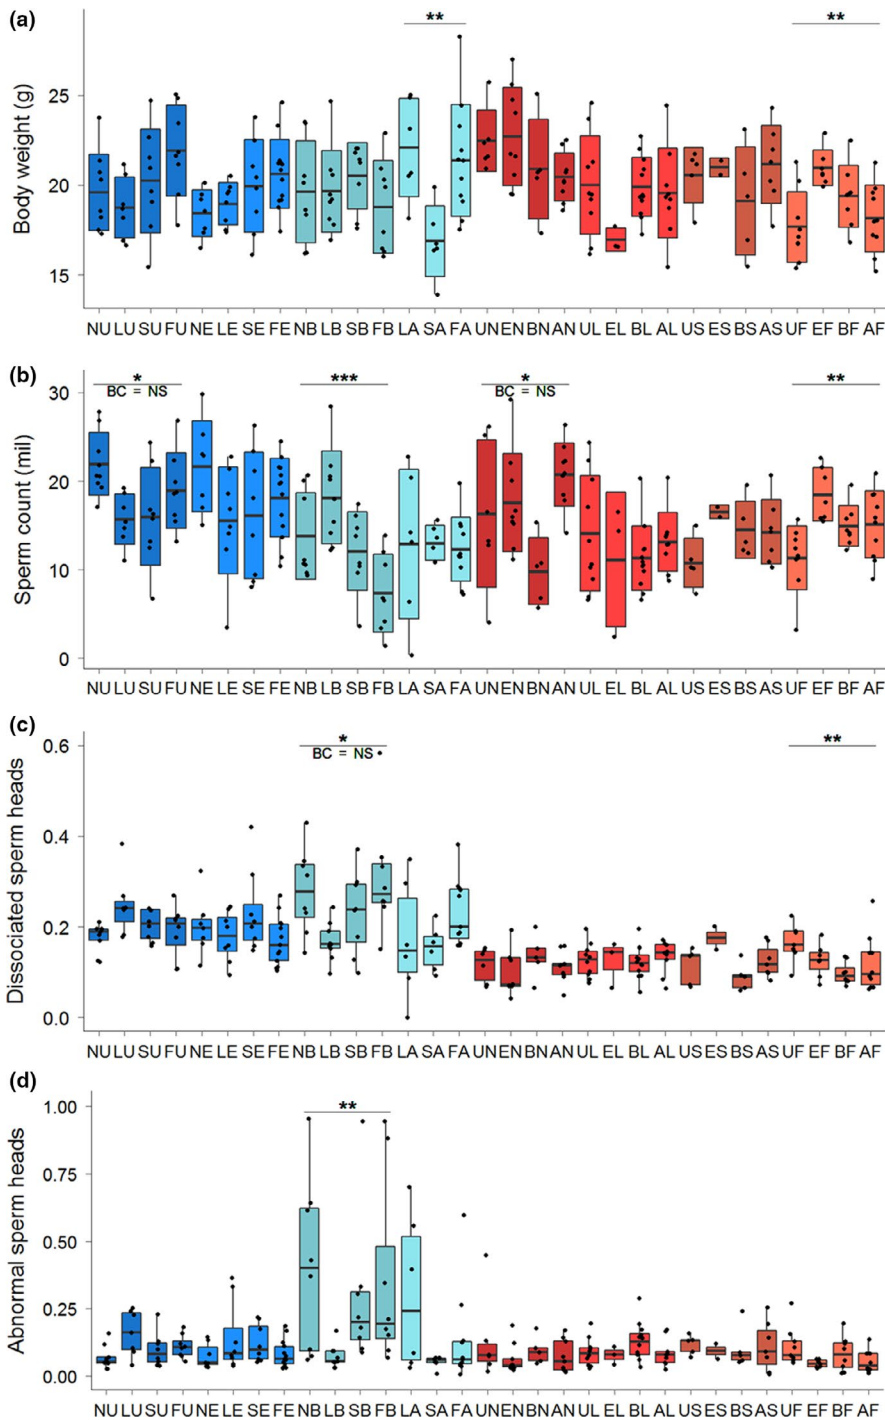 (a)
** **
Body weight (g)
25
20
15
NU LU SU FU NE LE SE FE NB LB SB FB LA SA FA UN EN BN AN UL EL BL AL US ES BS AS UF EF BF AF
(b)
* *** * **
BC = NS BC = NS
Sperm count (mil)
30
20
10
0
NU LU SU FU NE LE SE FE NB LB SB FB LA SA FA UN EN BN AN UL EL BL AL US ES BS AS UF EF BF AF
(c)
* **
BC = NS
Dissociated sperm heads
0.6
0.4
0.2
0.0
NU LU SU FU NE LE SE FE NB LB SB FB LA SA FA UN EN BN AN UL EL BL AL US ES BS AS UF EF BF AF
(d)
**
Abnormal sperm heads
1.00
0.75
0.50
0.25
0.00
NU LU SU FU NE LE SE FE NB LB SB FB LA SA FA UN EN BN AN UL EL BL AL US ES BS AS UF EF BF AF